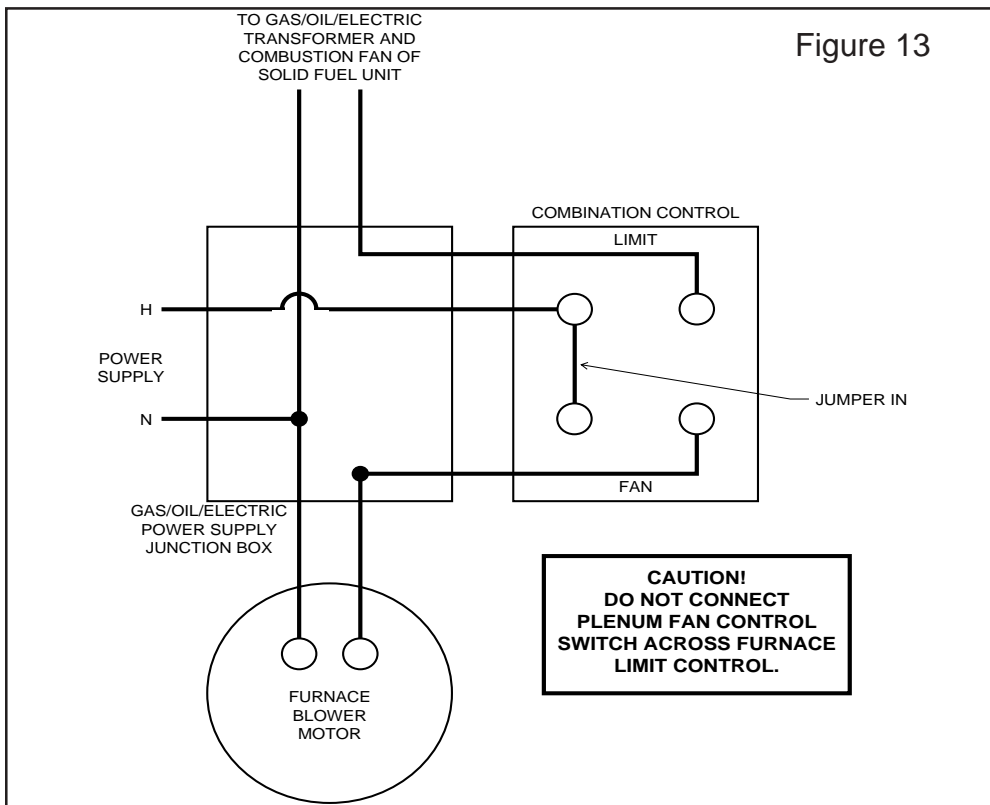 TO GAS/OIL/ELECTRIC
TRANSFORMER AND
COMBUSTION FAN OF
SOLID FUEL UNIT
Figure 13
COMBINATION CONTROL
LIMIT
H
POWER
SUPPLY
N
JUMPER IN
FAN
GAS/OIL/ELECTRIC
POWER SUPPLY
JUNCTION BOX
CAUTION!
DO NOT CONNECT
PLENUM FAN CONTROL
SWITCH ACROSS FURNACE
LIMIT CONTROL.
FURNACE
BLOWER
MOTOR